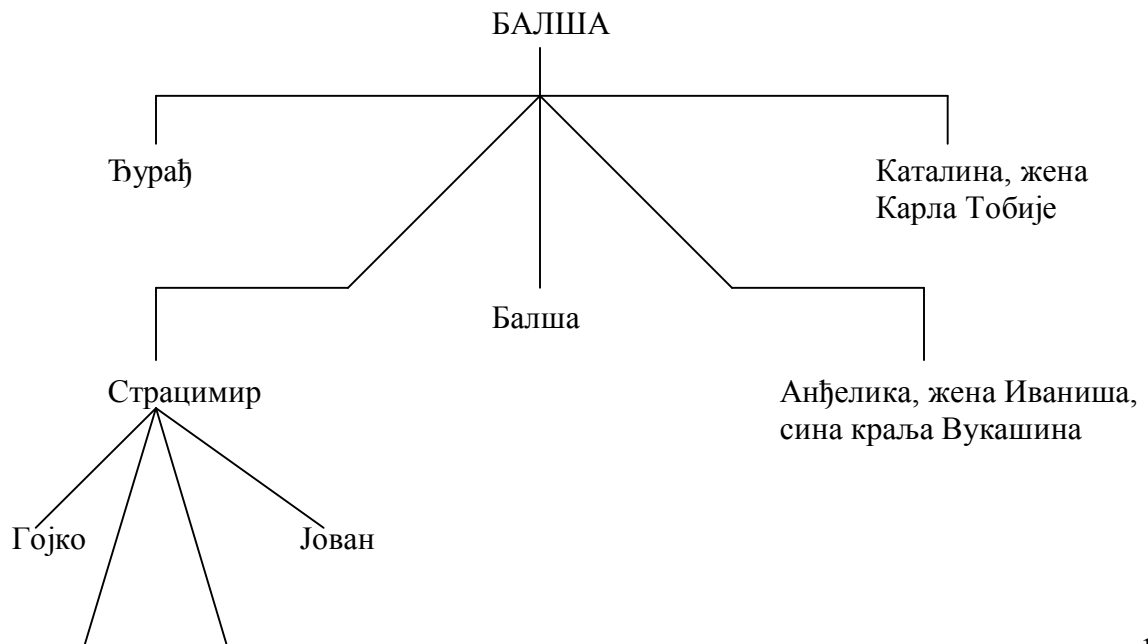 БАЛША
Ђурађ
Каталина, жена
Карла Тобије
Балша
Страцимир
Анђелика, жена Иваниша,
сина краља Вукашина
Гојко
Јован